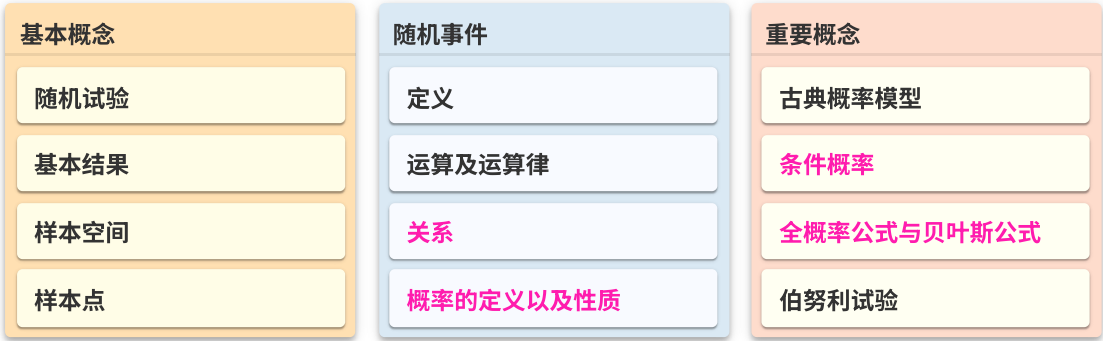 基本概念
随机试验
基本结果
样本空间
样本点
随机事件
定义
运算及运算律
关系
概率的定义以及性质
重要概念
古典概率模型
条件概率
全概率公式与贝叶斯公式
伯努利试验